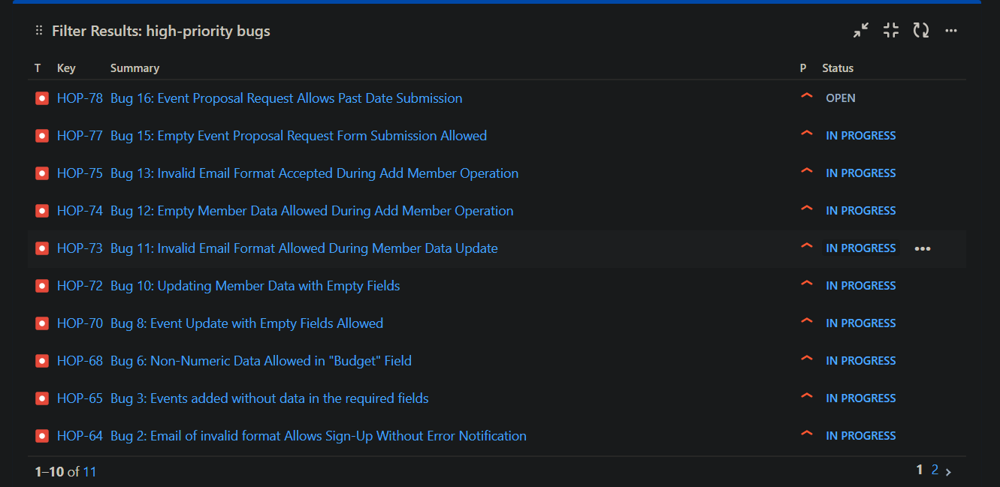 Filter Results: high-priority bugs
T Key Summary P Status
HOP-78 Bug 16: Event Proposal Request Allows Past Date Submission OPEN
HOP-77 Bug 15: Empty Event Proposal Request Form Submission Allowed IN PROGRESS
HOP-75 Bug 13: Invalid Email Format Accepted During Add Member Operation IN PROGRESS
HOP-74 Bug 12: Empty Member Data Allowed During Add Member Operation IN PROGRESS
HOP-73 Bug 11: Invalid Email Format Allowed During Member Data Update IN PROGRESS
HOP-72 Bug 10: Updating Member Data with Empty Fields IN PROGRESS
HOP-70 Bug 8: Event Update with Empty Fields Allowed IN PROGRESS
HOP-68 Bug 6: Non-Numeric Data Allowed in "Budget" Field IN PROGRESS
HOP-65 Bug 3: Events added without data in the required fields IN PROGRESS
HOP-64 Bug 2: Email of invalid format Allows Sign-Up Without Error Notification IN PROGRESS
1–10 of 11 1 2